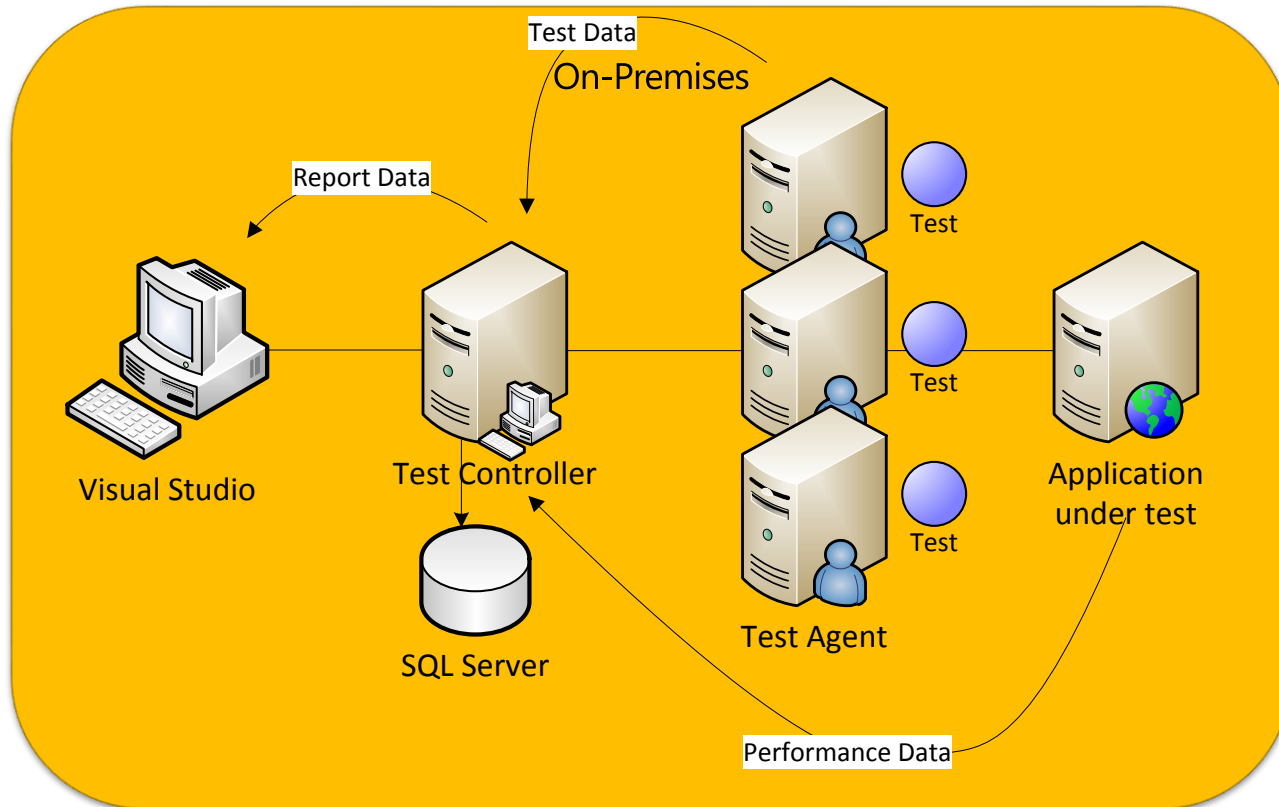 Test Data
On-Premises
Report Data
Test
Test
Test
Visual Studio
Test Controller
Application
under test
Test Agent
SQL Server
Performance Data